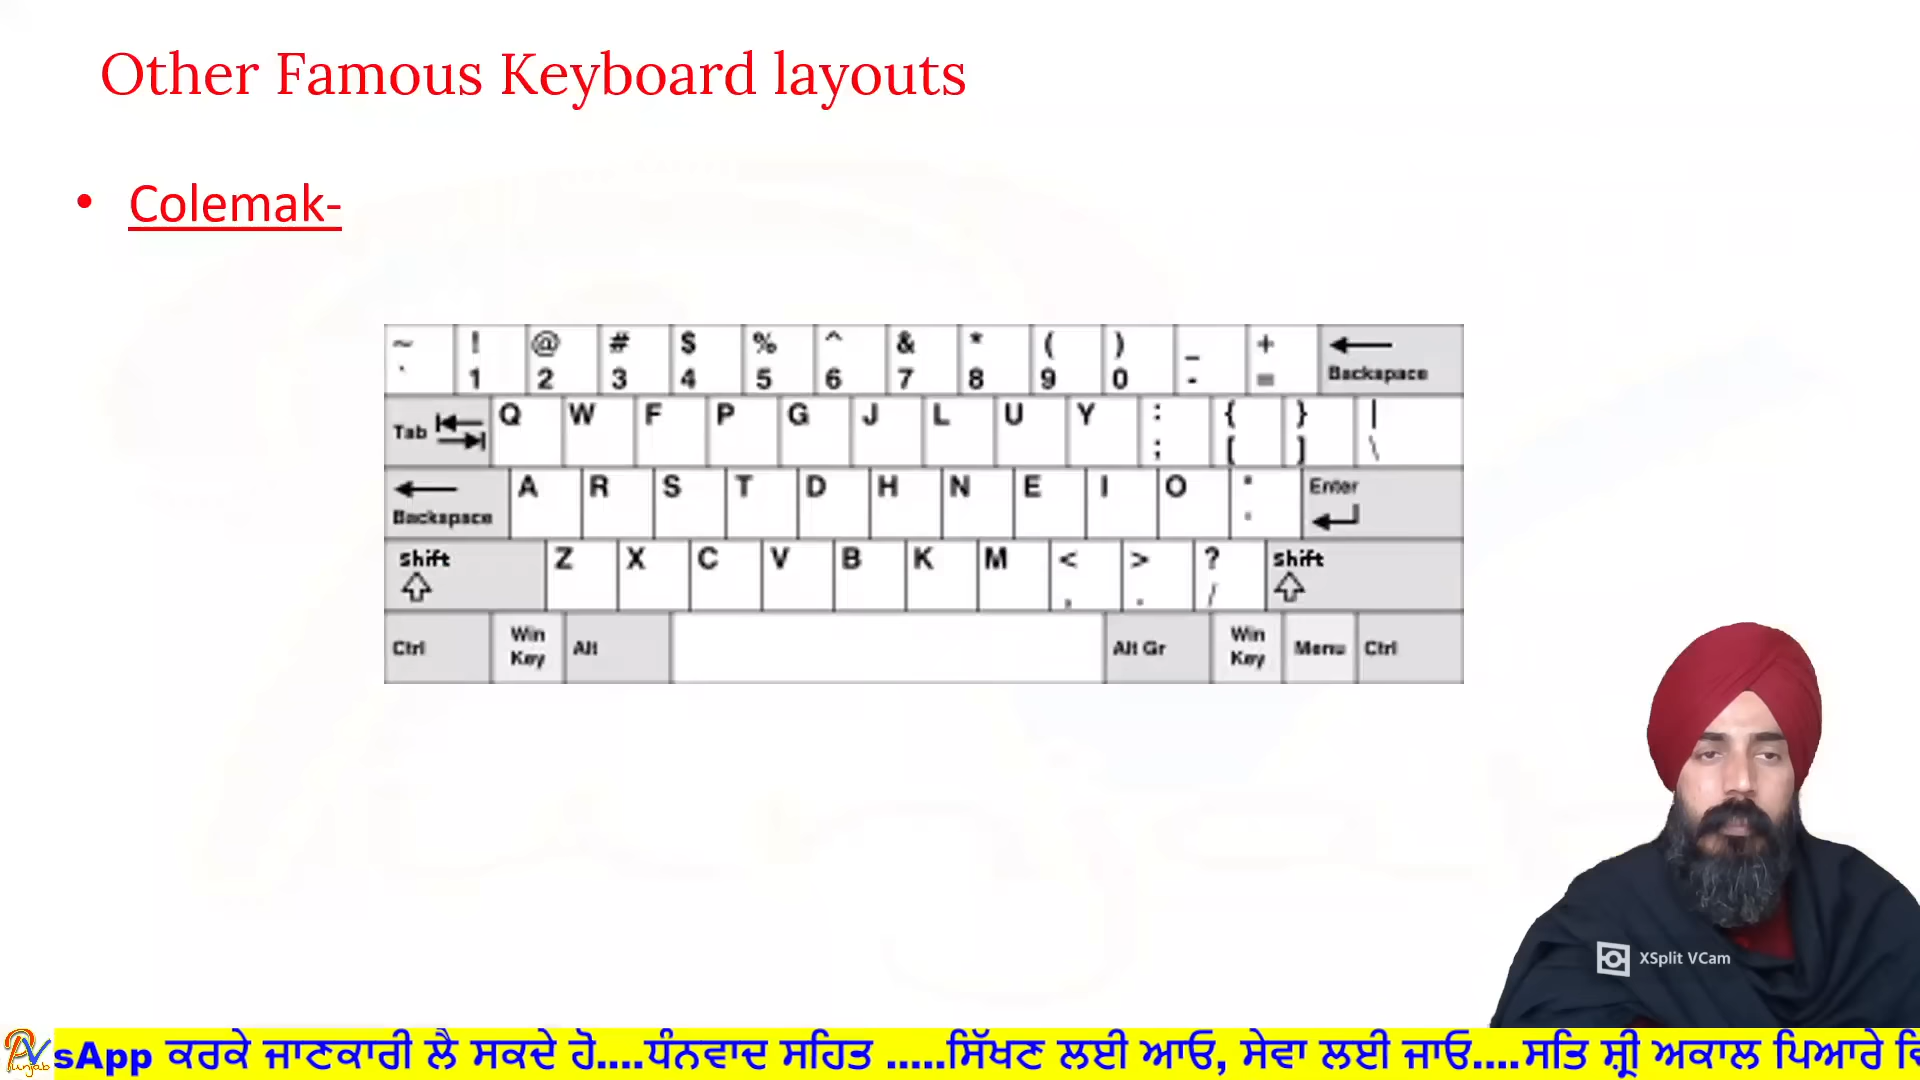 Other Famous Keyboard layouts
• Colemak-
~ ! @ # $ % ^ & * ( ) _ +
` 1 2 3 4 5 6 7 8 9 0 - = Backspace
Tab Q W F P G J L U Y : { } |
; [ ] \
Backspace A R S T D H N E I O Enter
Shift Z X C V B K M < > ? Shift
, . /
Ctrl Win Key Alt Alt Gr Win Key Menu Ctrl
XSplit VCam
sApp ਕਰਕੇ ਜਾਣਕਾਰੀ ਲੈ ਸਕਦੇ ਹੋ....ਧੰਨਵਾਦ ਸਹਿਤ .....ਸਿੱਖਣ ਲਈ ਆਓ, ਸੇਵਾ ਲਈ ਜਾਓ....ਸਤਿ ਸ਼੍ਰੀ ਅਕਾਲ ਪਿਆਰੇ